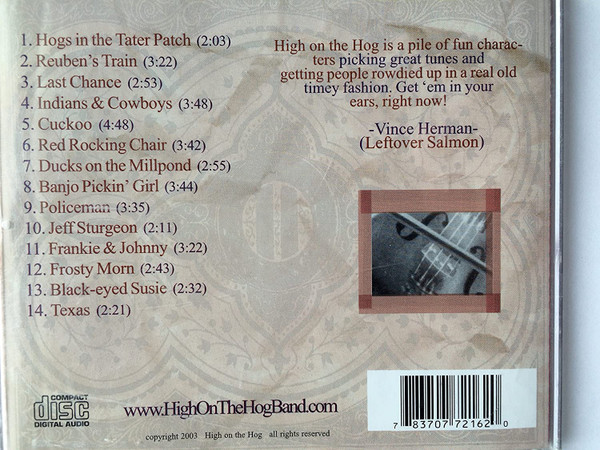 1. Hogs in the Tater Patch (2:03)
2. Reuben's Train (3:22)
3. Last Chance (2:53)
4. Indians & Cowboys (3:48)
5. Cuckoo (4:48)
6. Red Rocking Chair (3:42)
7. Ducks on the Millpond (2:55)
8. Banjo Pickin' Girl (3:44)
9. Policeman (3:35)
10. Jeff Sturgeon (2:11)
11. Frankie & Johnny (3:22)
12. Frosty Morn (2:43)
13. Black-eyed Susie (2:32)
14. Texas (2:21)
High on the Hog is a pile of fun charac-
ters picking great tunes and
getting people rowdied up in a real old
timey fashion. Get 'em in your
ears, right now!
-Vince Herman-
(Leftover Salmon)
COMPACT
disc
DIGITAL AUDIO
www.HighOnTheHogBand.com
copyright 2003 High on the Hog all rights reserved
7 83707 72162 0